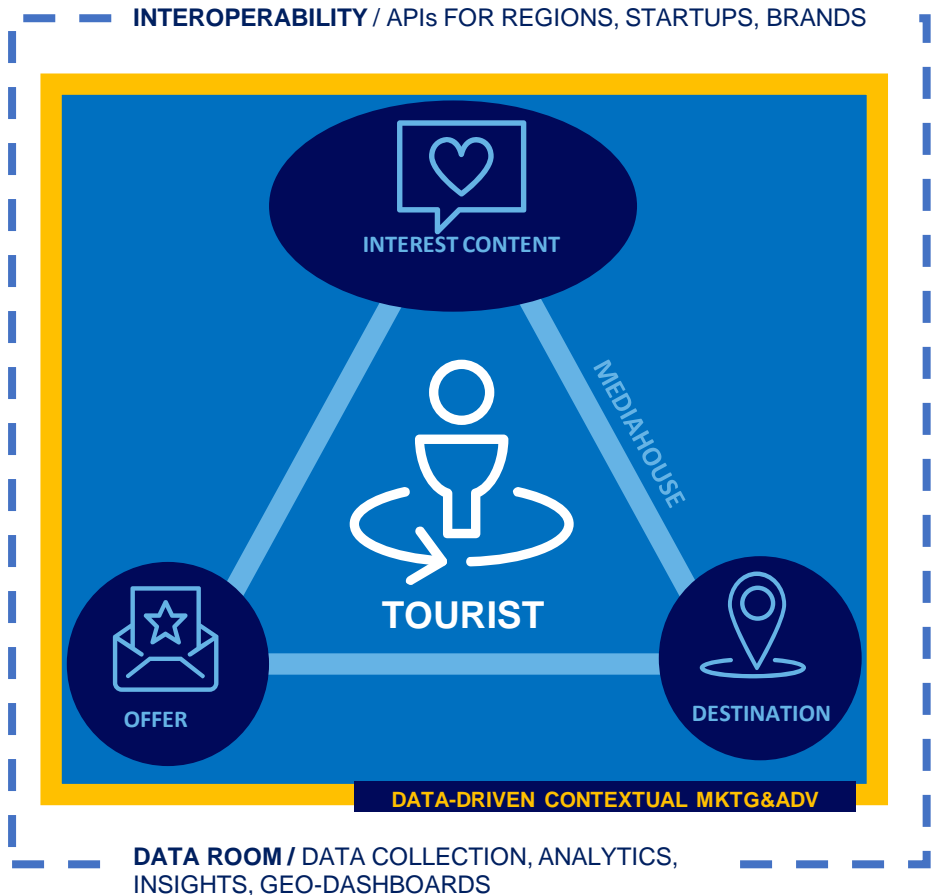 INTEROPERABILITY / APIs FOR REGIONS, STARTUPS, BRANDS
INTEREST CONTENT
MEDIAHOUSE
TOURIST
OFFER
DESTINATION
DATA-DRIVEN CONTEXTUAL MKTG&ADV
DATA ROOM / DATA COLLECTION, ANALYTICS,
INSIGHTS, GEO-DASHBOARDS